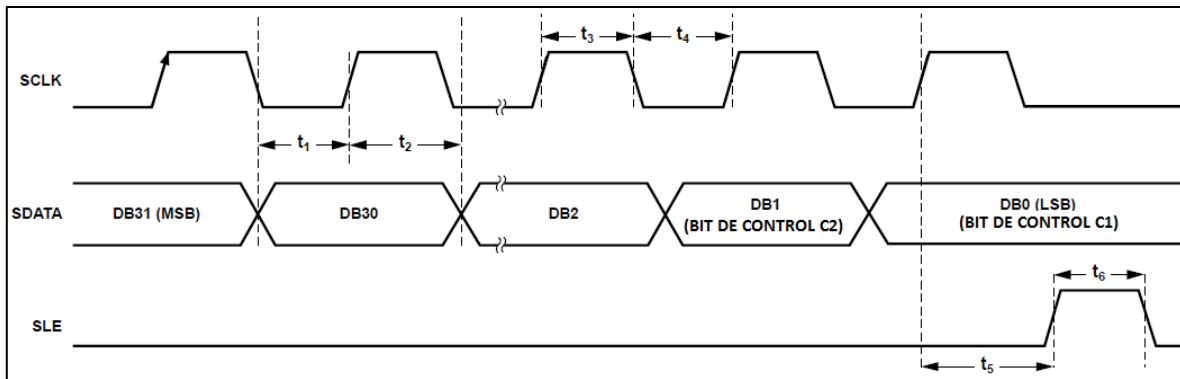 t₃
t₄
SCLK
t₁
t₂
SDATA
DB31 (MSB)
DB30
DB2
DB1
(BIT DE CONTROL C2)
DB0 (LSB)
(BIT DE CONTROL C1)
t₆
SLE
t₅